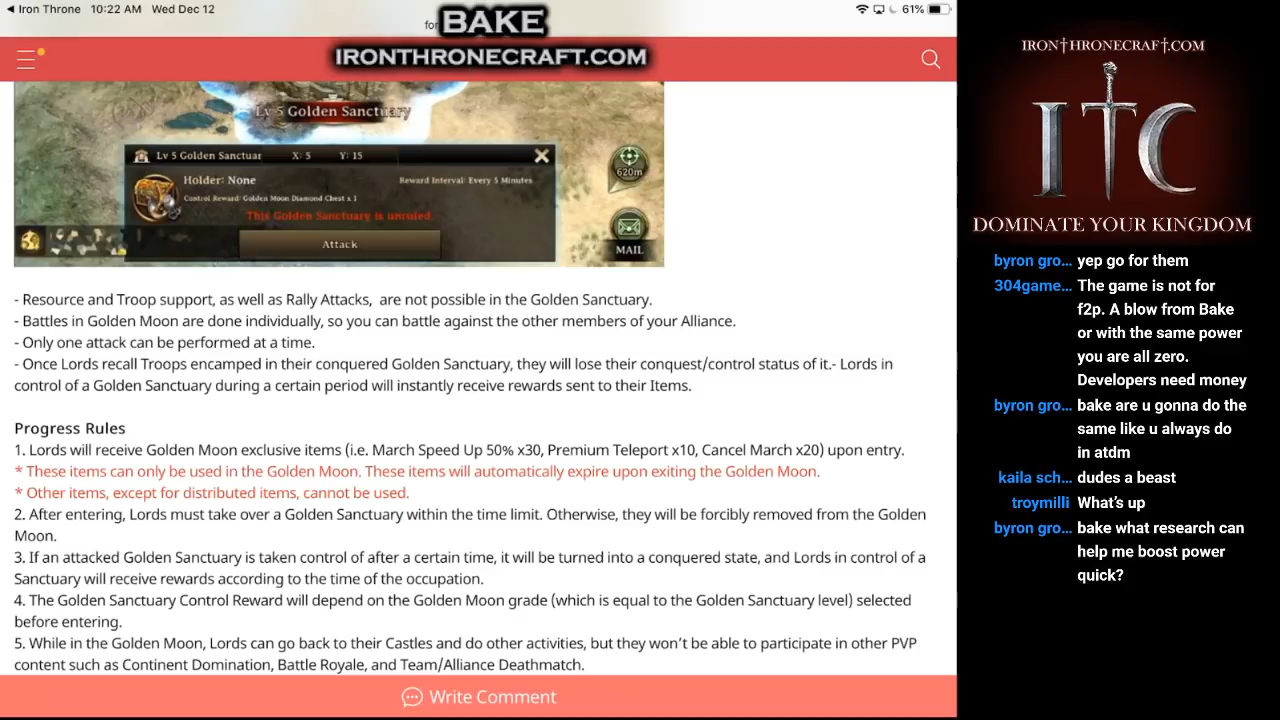 Iron Throne 10:22 AM Wed Dec 12
61%
for
BAKE
IRONTHRONECRAFT.COM
Lv 5 Golden Sanctuary
Lv 5 Golden Sanctuar X: 5 Y: 15
Holder: None
Reward Interval: Every 5 Minutes
Control Reward: Golden Moon Diamond Chest x 1
This Golden Sanctuary is unruled.
Attack
620m
MAIL
- Resource and Troop support, as well as Rally Attacks, are not possible in the Golden Sanctuary.
- Battles in Golden Moon are done individually, so you can battle against the other members of your Alliance.
- Only one attack can be performed at a time.
- Once Lords recall Troops encamped in their conquered Golden Sanctuary, they will lose their conquest/control status of it.- Lords in
control of a Golden Sanctuary during a certain period will instantly receive rewards sent to their Items.
Progress Rules
1. Lords will receive Golden Moon exclusive items (i.e. March Speed Up 50% x30, Premium Teleport x10, Cancel March x20) upon entry.
* These items can only be used in the Golden Moon. These items will automatically expire upon exiting the Golden Moon.
* Other items, except for distributed items, cannot be used.
2. After entering, Lords must take over a Golden Sanctuary within the time limit. Otherwise, they will be forcibly removed from the Golden
Moon.
3. If an attacked Golden Sanctuary is taken control of after a certain time, it will be turned into a conquered state, and Lords in control of a
Sanctuary will receive rewards according to the time of the occupation.
4. The Golden Sanctuary Control Reward will depend on the Golden Moon grade (which is equal to the Golden Sanctuary level) selected
before entering.
5. While in the Golden Moon, Lords can go back to their Castles and do other activities, but they won't be able to participate in other PVP
content such as Continent Domination, Battle Royale, and Team/Alliance Deathmatch.
Write Comment
IRON†HRONECRAF†.COM
ITC
DOMINATE YOUR KINGDOM
byron gro... yep go for them
304game... The game is not for
f2p. A blow from Bake
or with the same power
you are all zero.
Developers need money
byron gro... bake are u gonna do the
same like u always do
in atdm
kaila sch... dudes a beast
troymilli What's up
byron gro... bake what research can
help me boost power
quick?